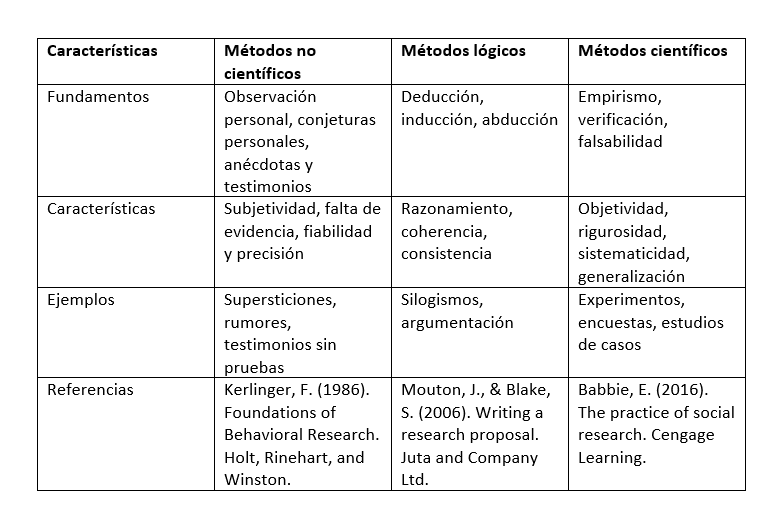 Características
Métodos no
científicos
Métodos lógicos
Métodos científicos
Fundamentos
Observación
personal, conjeturas
personales,
anécdotas y
testimonios
Deducción,
inducción, abducción
Empirismo,
verificación,
falsabilidad
Características
Subjetividad, falta de
evidencia, fiabilidad
y precisión
Razonamiento,
coherencia,
consistencia
Objetividad,
rigurosidad,
sistematicidad,
generalización
Ejemplos
Supersticiones,
rumores,
testimonios sin
pruebas
Silogismos,
argumentación
Experimentos,
encuestas, estudios
de casos
Referencias
Kerlinger, F. (1986).
Foundations of
Behavioral Research.
Holt, Rinehart, and
Winston.
Mouton, J., & Blake,
S. (2006). Writing a
research proposal.
Juta and Company
Ltd.
Babbie, E. (2016).
The practice of social
research. Cengage
Learning.